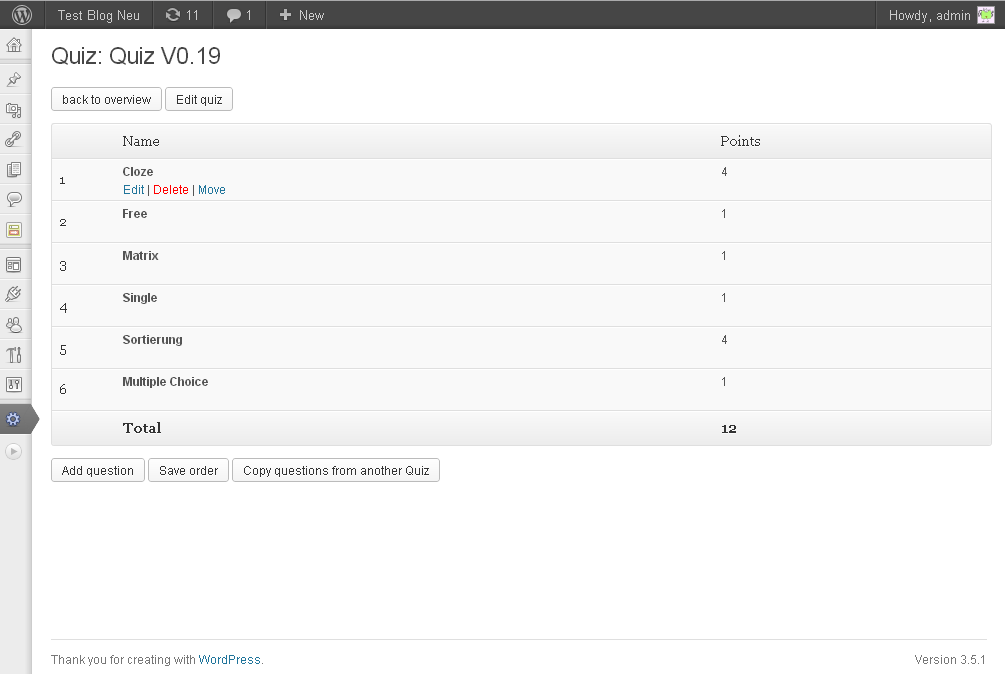 Test Blog Neu 11 1 New Howdy, admin
Quiz: Quiz V0.19
back to overview Edit quiz
Name Points
1 Cloze 4
Edit | Delete | Move
2 Free 1
3 Matrix 1
4 Single 1
5 Sortierung 4
6 Multiple Choice 1
Total 12
Add question Save order Copy questions from another Quiz
Thank you for creating with WordPress. Version 3.5.1